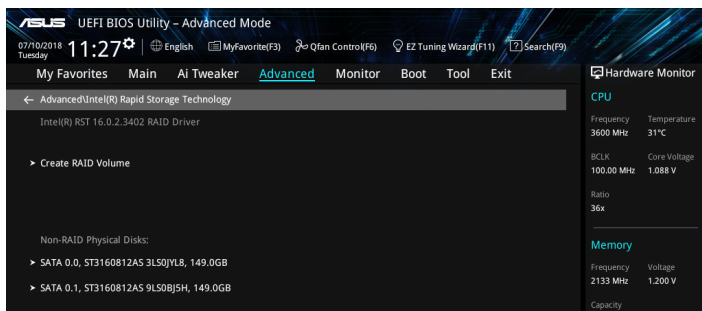 ASUS UEFI BIOS Utility – Advanced Mode
07/10/2018 Tuesday 11:27 English MyFavorite(F3) Qfan Control(F6) EZ Tuning Wizard(F11) ? Search(F9)
My Favorites Main Ai Tweaker Advanced Monitor Boot Tool Exit
← Advanced\Intel(R) Rapid Storage Technology
Intel(R) RST 16.0.2.3402 RAID Driver
➤ Create RAID Volume
Non-RAID Physical Disks:
➤ SATA 0.0, ST3160812AS 3LS0JYL8, 149.0GB
➤ SATA 0.1, ST3160812AS 9LS0BJ5H, 149.0GB
Hardware Monitor
CPU
Frequency Temperature
3600 MHz 31°C
BCLK Core Voltage
100.00 MHz 1.088 V
Ratio
36x
Memory
Frequency Voltage
2133 MHz 1.200 V
Capacity